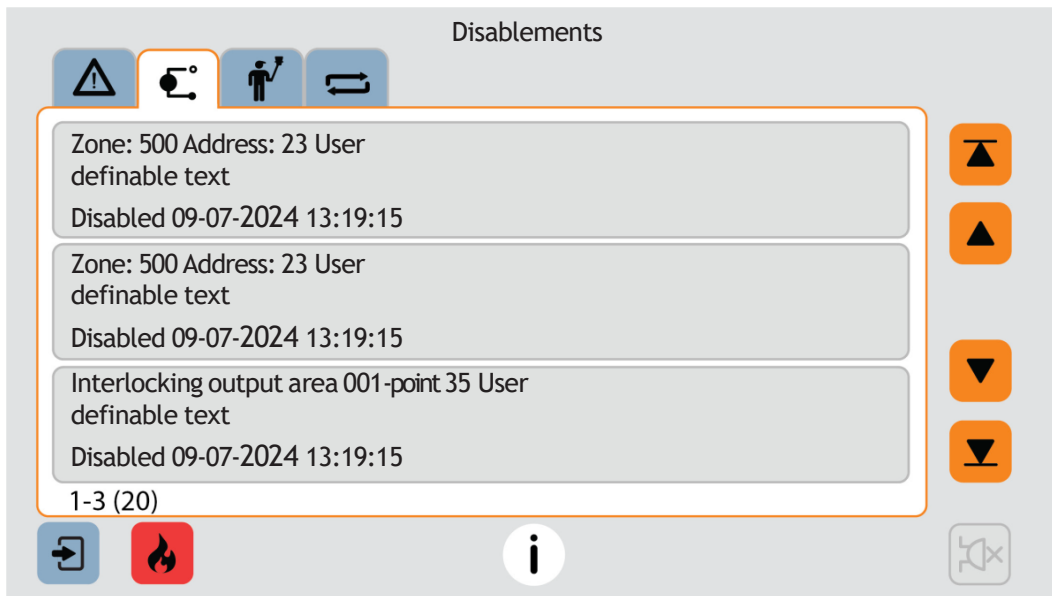 Disablements
Zone: 500 Address: 23 User
definable text
Disabled 09-07-2024 13:19:15
Zone: 500 Address: 23 User
definable text
Disabled 09-07-2024 13:19:15
Interlocking output area 001-point 35 User
definable text
Disabled 09-07-2024 13:19:15
1-3 (20)
i